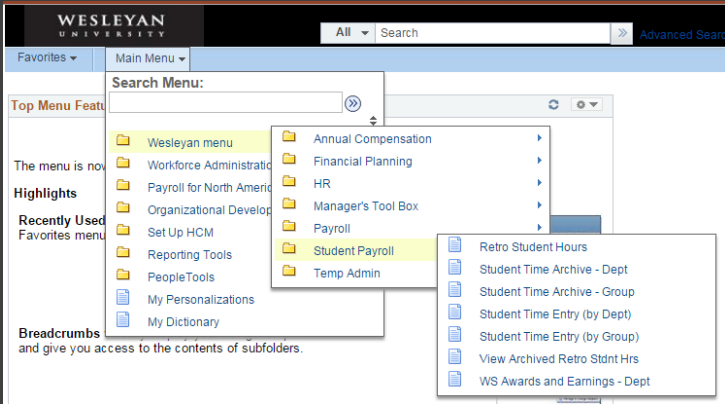 WESLEYAN
UNIVERSITY
All
Search
Advanced Sear
Favorites
Main Menu
Search Menu:
Top Menu Featu
Wesleyan menu
Workforce Administratio
Payroll for North Americ
Organizational Develop
Set Up HCM
Reporting Tools
PeopleTools
My Personalizations
My Dictionary
Annual Compensation
Financial Planning
HR
Manager's Tool Box
Payroll
Student Payroll
Temp Admin
Retro Student Hours
Student Time Archive - Dept
Student Time Archive - Group
Student Time Entry (by Dept)
Student Time Entry (by Group)
View Archived Retro Stdnt Hrs
WS Awards and Earnings - Dept
The menu is now
Highlights
Recently Used
Favorites menu
Breadcrumbs
and give you access to the contents of subfolders.